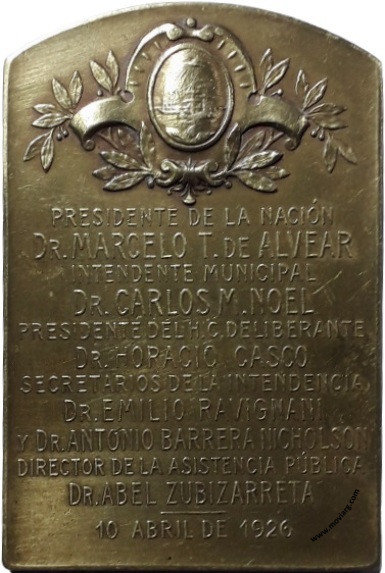 PRESIDENTE DE LA NACIÓN
DR. MARCELO T. DE ALVEAR
INTENDENTE MUNICIPAL
DR. CARLOS M. NOEL
PRESIDENTE DEL H.C. DELIBERANTE
DR. HORACIO CASCO
SECRETARIOS DE LA INTENDENCIA
DR. EMILIO RAVIGNANI
Y DR. ANTONIO BARRERA NICHOLSON
DIRECTOR DE LA ASISTENCIA PÚBLICA
DR. ABEL ZUBIZARRETA
10 ABRIL DE 1926